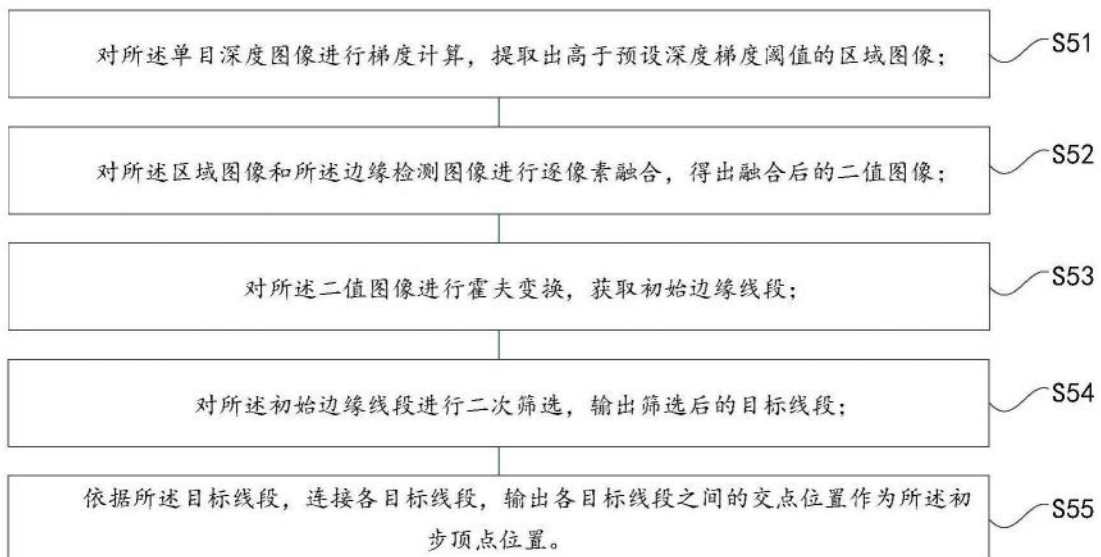 对所述单目深度图像进行梯度计算，提取出高于预设深度梯度阈值的区域图像；
S51
对所述区域图像和所述边缘检测图像进行逐像素融合，得出融合后的二值图像；
S52
对所述二值图像进行霍夫变换，获取初始边缘线段；
S53
对所述初始边缘线段进行二次筛选，输出筛选后的目标线段；
S54
依据所述目标线段，连接各目标线段，输出各目标线段之间的交点位置作为所述初
步顶点位置。
S55